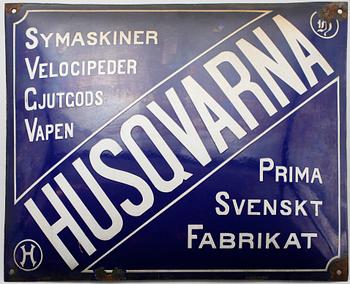 SYMASKINER
VELOCIPEDER
GJUTGODS
VAPEN
HUSQVARNA
PRIMA
SVENSKT
FABRIKAT
H